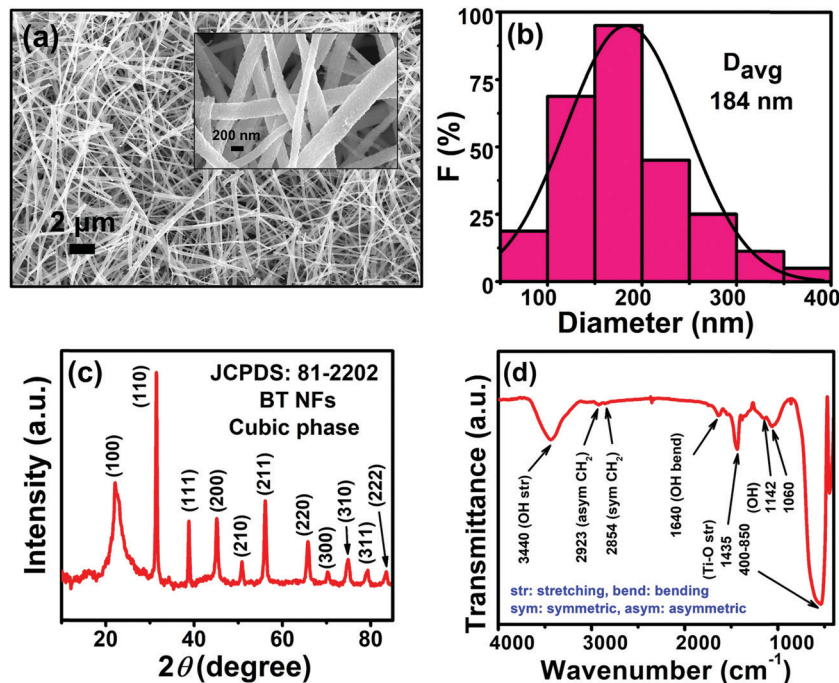 (a)
200 nm
2 µm
(b)
D_avg
184 nm
100
75
50
25
0
F (%)
100 200 300 400
Diameter (nm)
(c)
JCPDS: 81-2202
BT NFs
Cubic phase
(100)
(110)
(111)
(200)
(210)
(211)
(220)
(300)
(310)
(311)
(222)
Intensity (a.u.)
20 40 60 80
2θ (degree)
(d)
3440 (OH str)
2923 (asym CH₂)
2854 (sym CH₂)
1640 (OH bend)
(Ti-O str)
1435
400-850
(OH)
1142
1060
str: stretching, bend: bending
sym: symmetric, asym: asymmetric
Transmittance (a.u.)
4000 3000 2000 1000
Wavenumber (cm⁻¹)